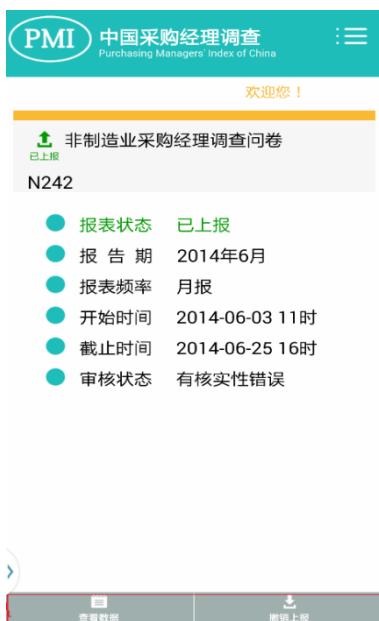 PMI 中国采购经理调查
Purchasing Managers' Index of China
欢迎您！
非制造业采购经理调查问卷
已上报
N242
报表状态 已上报
报 告 期 2014年6月
报表频率 月报
开始时间 2014-06-03 11时
截止时间 2014-06-25 16时
审核状态 有核实性错误
查看数据 撤销上报